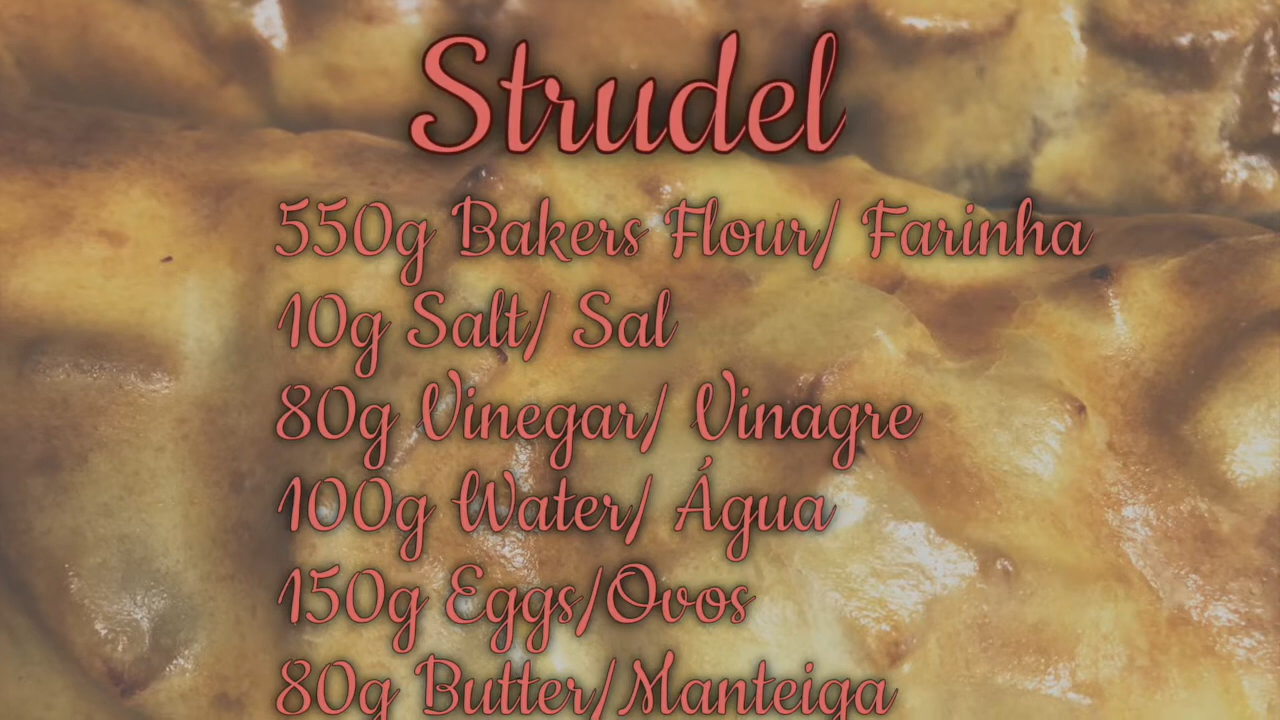 Strudel
550g Bakers Flour/ Farinha
10g Salt/ Sal
80g Vinegar/ Vinagre
100g Water/ Água
150g Eggs/Ovos
80g Butter/Manteiga